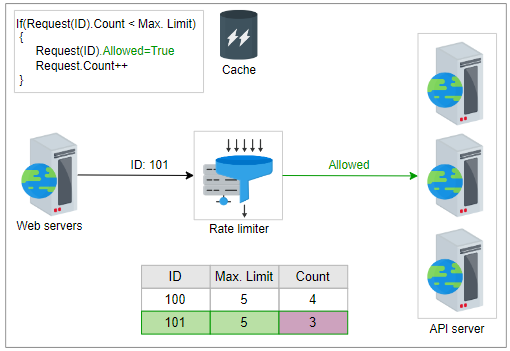 If(Request(ID).Count < Max. Limit)
{
Request(ID).Allowed=True
Request.Count++
}
Cache
ID: 101
Allowed
Web servers
Rate limiter
ID Max. Limit Count
100 5 4
101 5 3
API server